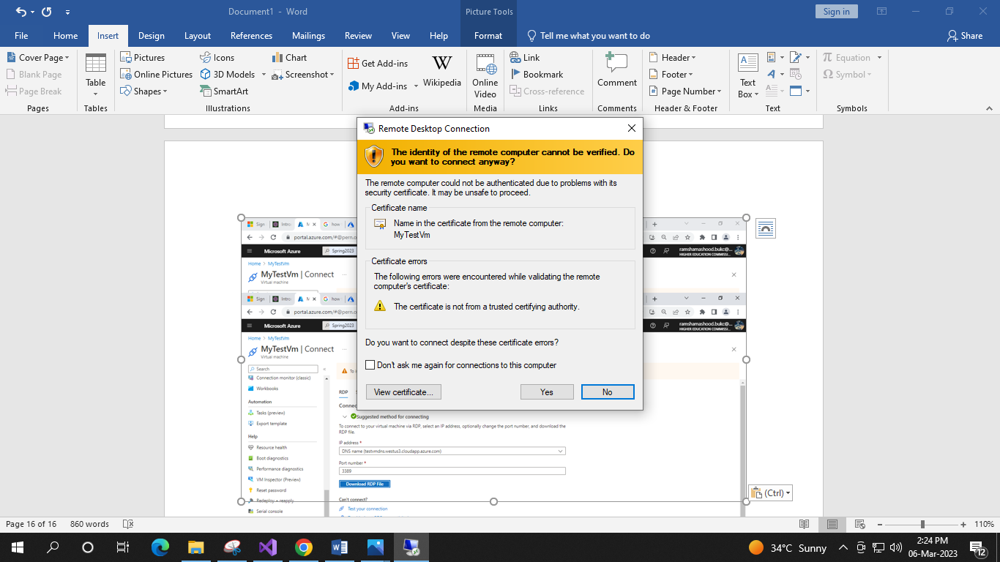 Document1 - Word
Picture Tools
Sign in
File Home Insert Design Layout References Mailings Review View Help Format Tell me what you want to do Share
Cover Page
Blank Page
Page Break
Pages
Table
Tables
Pictures
Online Pictures
Shapes
Icons
3D Models
SmartArt
Chart
Screenshot
Illustrations
Get Add-ins
My Add-ins
W
Wikipedia
Add-ins
Online
Video
Media
Link
Bookmark
Cross-reference
Links
Comment
Comments
Header
Footer
Page Number
Header & Footer
Text
Box
Text
Equation
Symbol
Symbols
Remote Desktop Connection
The identity of the remote computer cannot be verified. Do
you want to connect anyway?
The remote computer could not be authenticated due to problems with its
security certificate. It may be unsafe to proceed.
Certificate name
Name in the certificate from the remote computer:
MyTestVm
Certificate errors
The following errors were encountered while validating the remote
computer's certificate:
The certificate is not from a trusted certifying authority.
Do you want to connect despite these certificate errors?
Don't ask me again for connections to this computer
View certificate... Yes No
Sign Intro M how
portal.azure.com/#@pern.o
Microsoft Azure Spring2023
ramshamashood.bukc@...
HIGHER EDUCATION COMMISSI...
Home > MyTestVm
MyTestVm | Connect ...
Virtual machine
Sign Intro M how
portal.azure.com/#@pern.o
Microsoft Azure Spring2023
ramshamashood.bukc@...
HIGHER EDUCATION COMMISSI...
Home > MyTestVm
MyTestVm | Connect
Virtual machine
Search
Connection monitor (classic)
Workbooks
Automation
Tasks (preview)
Export template
Help
Resource health
Boot diagnostics
Performance diagnostics
VM Inspector (Preview)
Reset password
Redeploy + reapply
Serial console
RDP
Suggested method for connecting
To connect to your virtual machine via RDP, select an IP address, optionally change the port number, and download the
RDP file.
IP address *
DNS name (testvmdns.westus3.cloudapp.azure.com)
Port number *
3389
Download RDP File
Can't connect?
Test your connection
(Ctrl)
Page 16 of 16 860 words
110%
34°C Sunny
2:24 PM
06-Mar-2023
12